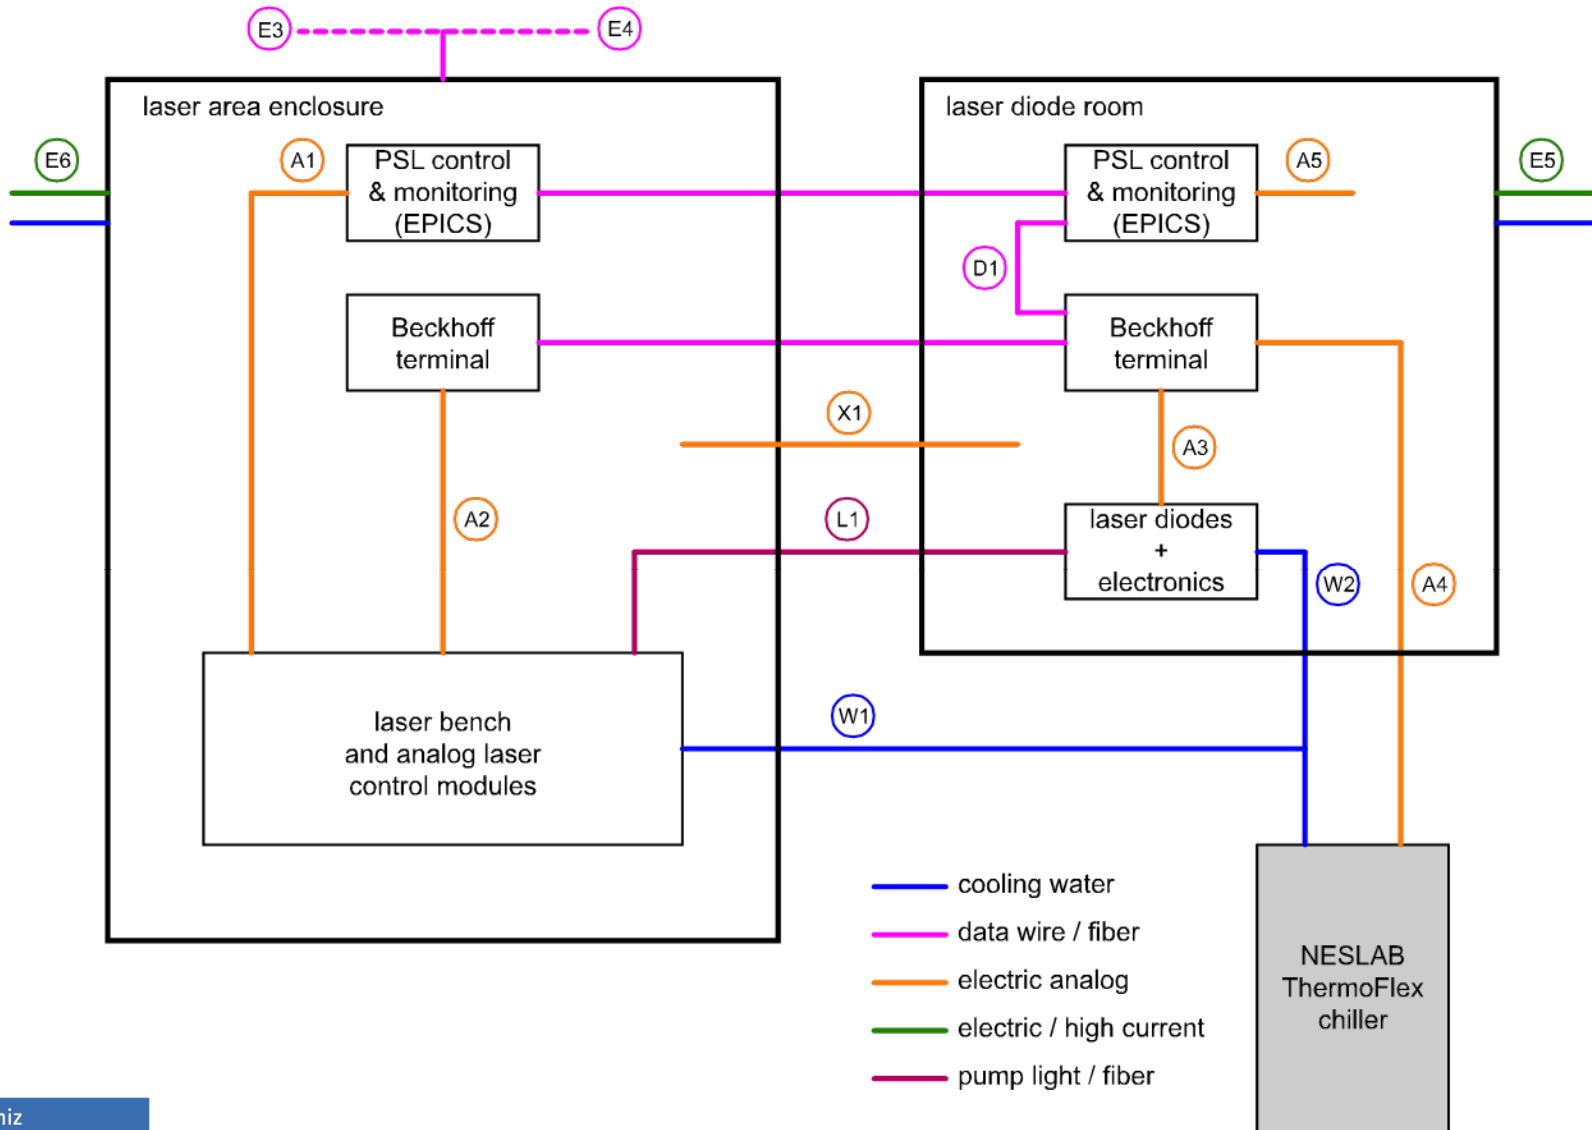 E3
E4
laser area enclosure
laser diode room
E6
A1
PSL control
& monitoring
(EPICS)
PSL control
& monitoring
(EPICS)
A5
E5
D1
Beckhoff
terminal
Beckhoff
terminal
X1
A3
A2
L1
laser diodes
+
electronics
W2
A4
laser bench
and analog laser
control modules
W1
cooling water
data wire / fiber
electric analog
electric / high current
pump light / fiber
NESLAB
ThermoFlex
chiller